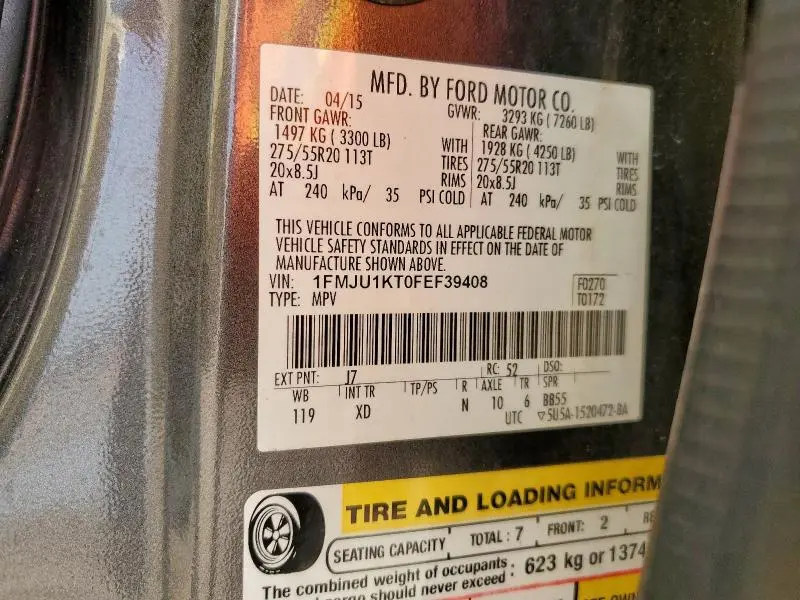 MFD. BY FORD MOTOR CO.
DATE: 04/15 GVWR: 3293 KG ( 7260 LB)
FRONT GAWR: REAR GAWR:
1497 KG ( 3300 LB) WITH 1928 KG ( 4250 LB) WITH
275/55R20 113T TIRES 275/55R20 113T TIRES
20x8.5J RIMS 20x8.5J RIMS
AT 240 kPa/ 35 PSI COLD AT 240 kPa/ 35 PSI COLD
THIS VEHICLE CONFORMS TO ALL APPLICABLE FEDERAL MOTOR
VEHICLE SAFETY STANDARDS IN EFFECT ON THE DATE OF
MANUFACTURE SHOWN ABOVE.
VIN: 1FMJU1KT0FEF39408 F0270
TYPE: MPV T0172
EXT PNT: J7 RC: 52 DSO:
WB INT TR TP/PS R AXLE TR SPR
119 XD N 10 6 BB55
UTC ▽5U5A-1520472-BA
TIRE AND LOADING INFORM
SEATING CAPACITY TOTAL : 7 FRONT: 2 RE
The combined weight of occupants : 623 kg or 1374
cargo should never exceed